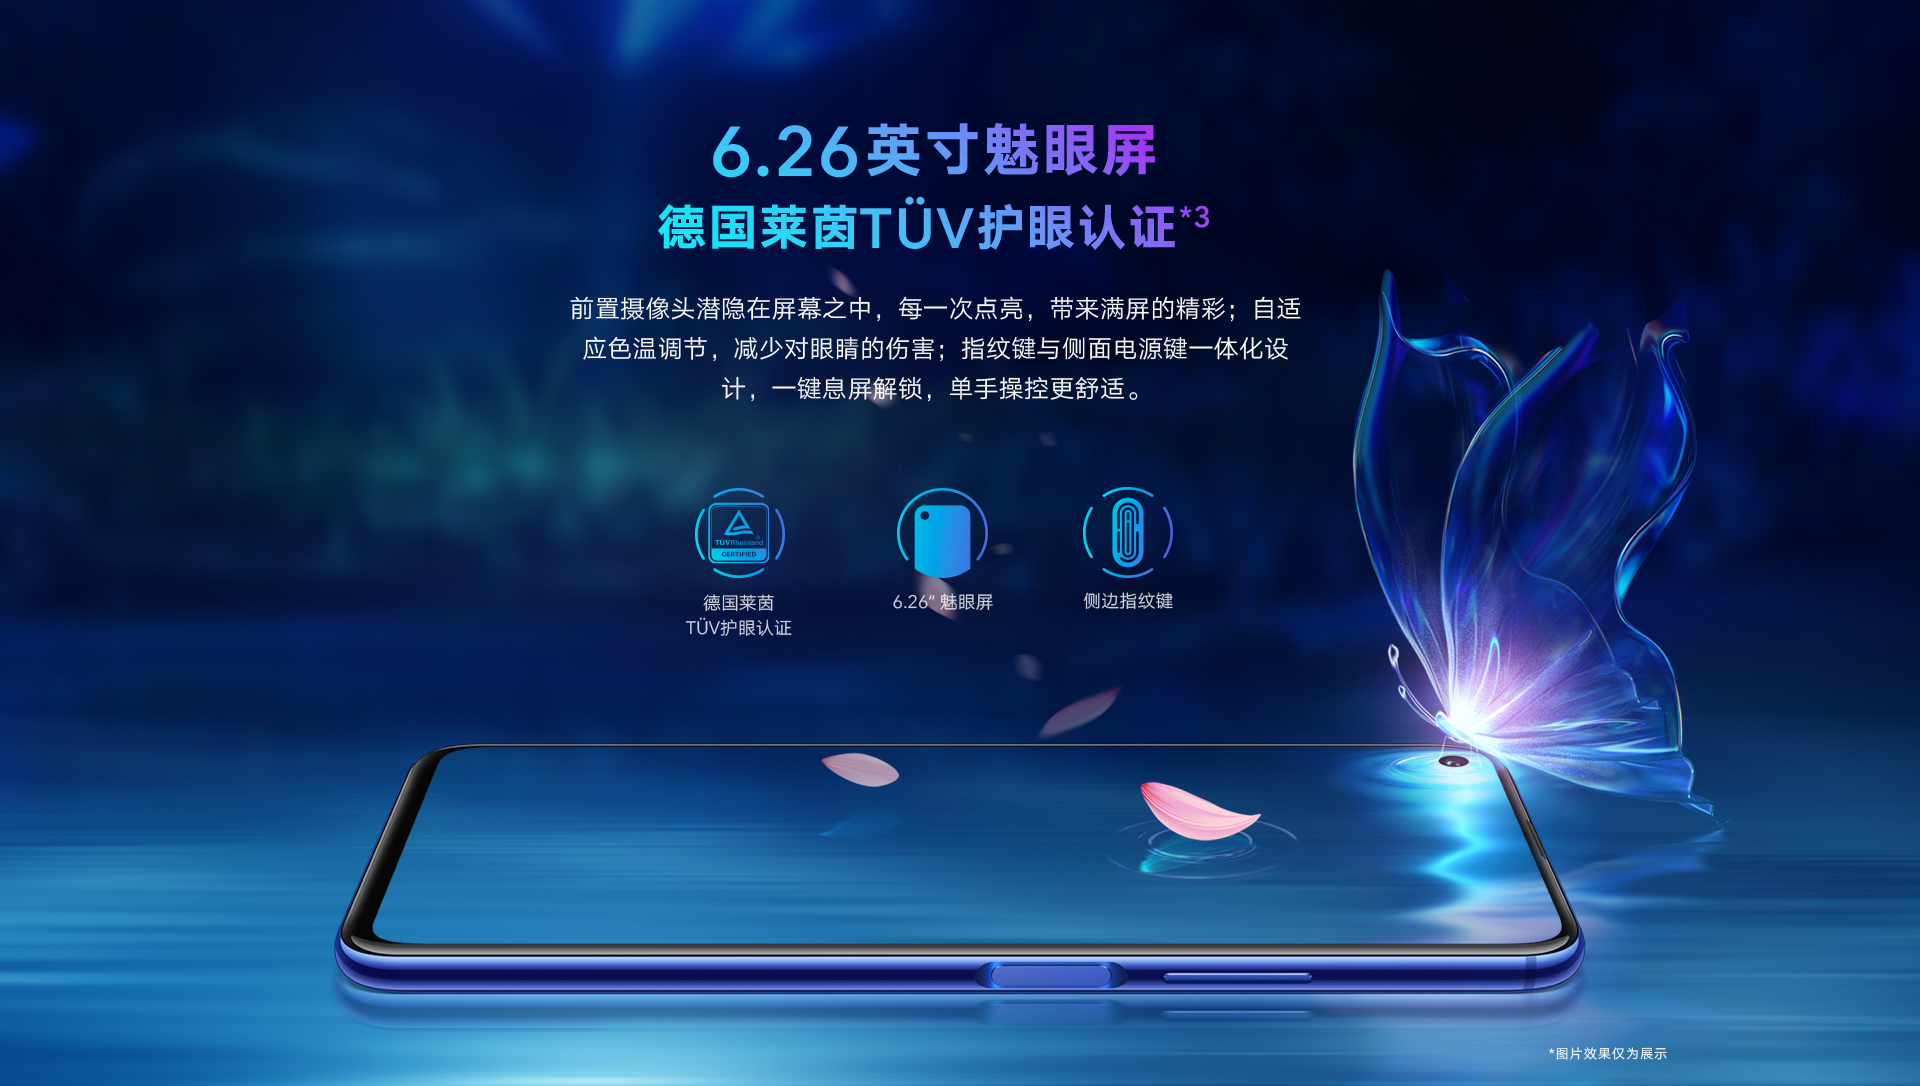 6.26英寸魅眼屏
德国莱茵TÜV护眼认证*3
前置摄像头潜隐在屏幕之中，每一次点亮，带来满屏的精彩；自适
应色温调节，减少对眼睛的伤害；指纹键与侧面电源键一体化设
计，一键息屏解锁，单手操控更舒适。
TÜVRheinland®
CERTIFIED
德国莱茵
TÜV护眼认证
6.26“ 魅眼屏
侧边指纹键
*图片效果仅为展示